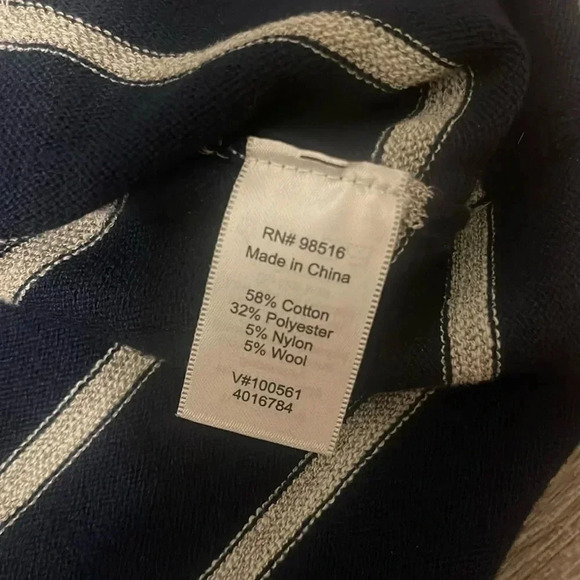 RN# 98516
Made in China
58% Cotton
32% Polyester
5% Nylon
5% Wool
V#100561
4016784